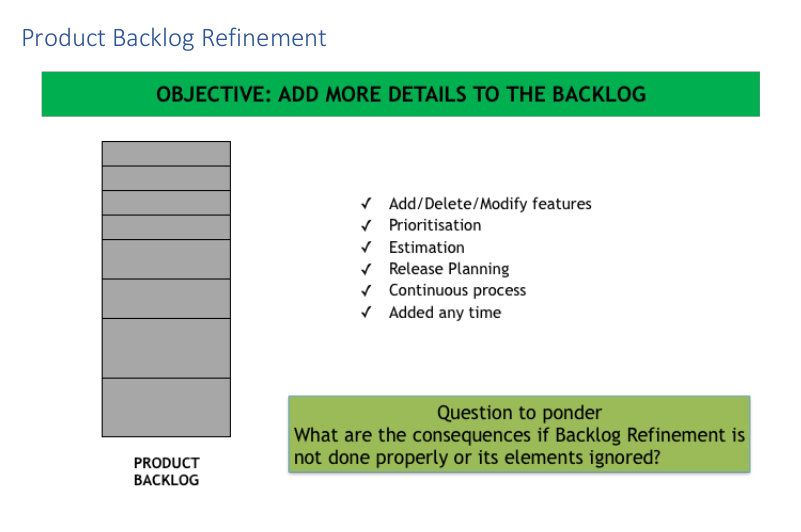 Product Backlog Refinement
OBJECTIVE: ADD MORE DETAILS TO THE BACKLOG
✓ Add/Delete/Modify features
✓ Prioritisation
✓ Estimation
✓ Release Planning
✓ Continuous process
✓ Added any time
PRODUCT
BACKLOG
Question to ponder
What are the consequences if Backlog Refinement is
not done properly or its elements ignored?